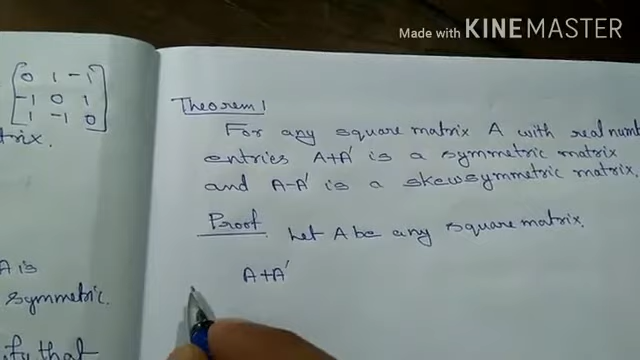 Made with KINEMASTER
0 1 -1
-1 0 1
1 -1 0
trix.
A is
symmetric.
fy that
Theorem 1
For any square matrix A with real numb
entries A+A' is a symmetric matrix
and A-A' is a skewsymmetric matrix.
Proof Let A be any square matrix.
A+A'